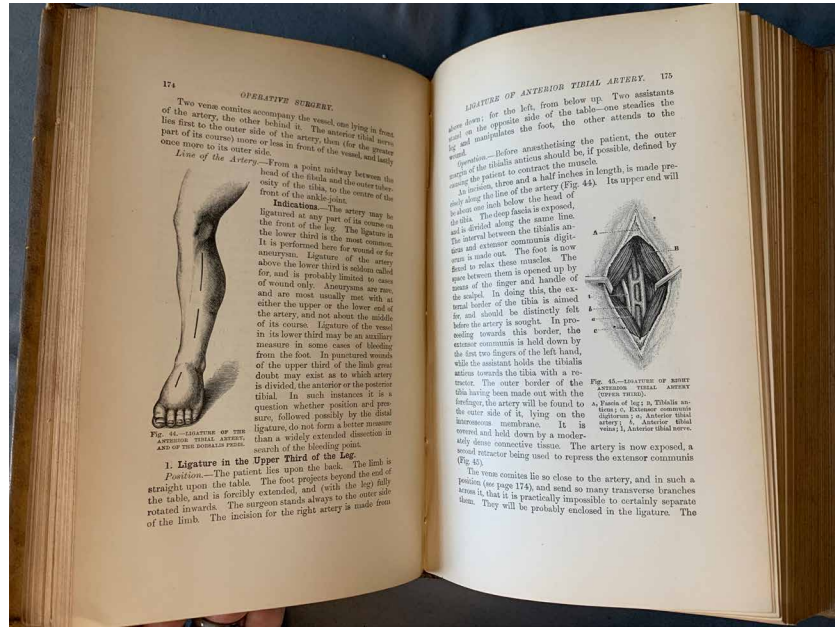 174
OPERATIVE SURGERY.
Two venæ comites accompany the vessel, one lying in front
of the artery, the other behind it. The anterior tibial nerve
lies first to the outer side of the artery, then (for the greater
part of its course) more or less in front of the vessel, and lastly
once more to its outer side.
Line of the Artery.—From a point midway between the
head of the fibula and the outer tuber-
osity of the tibia, to the centre of the
front of the ankle-joint.
Indications.—The artery may be
ligatured at any part of its course on
the front of the leg. The ligature in
the lower third is the most common.
It is performed here for wound or for
aneurysm. Ligature of the artery
above the lower third is seldom called
for, and is probably limited to cases
of wound only. Aneurysms are rare,
and are most usually met with at
either the upper or the lower end of
the artery, and not about the middle
of its course. Ligature of the vessel
in its lower third may be an auxiliary
measure in some cases of bleeding
from the foot. In punctured wounds
of the upper third of the limb great
doubt may exist as to which artery
is divided, the anterior or the posterior
tibial. In such instances it is a
question whether position and pres-
sure, followed possibly by the distal
ligature, do not form a better measure
than a widely extended dissection in
search of the bleeding point.
Fig. 44.—LIGATURE OF THE
ANTERIOR TIBIAL ARTERY,
AND OF THE DORSALIS PEDIS.
1. Ligature in the Upper Third of the Leg.
Position.—The patient lies upon the back. The limb is
straight upon the table. The foot projects beyond the end of
the table, and is forcibly extended, and (with the leg) fully
rotated inwards. The surgeon stands always to the outer side
of the limb. The incision for the right artery is made from
LIGATURE OF ANTERIOR TIBIAL ARTERY. 175
above down; for the left, from below up. Two assistants
stand on the opposite side of the table—one steadies the
leg and manipulates the foot, the other attends to the
wound.
Operation.—Before anæsthetising the patient, the outer
margin of the tibialis anticus should be, if possible, defined by
causing the patient to contract the muscle.
An incision, three and a half inches in length, is made pre-
cisely along the line of the artery (Fig. 44). Its upper end will
be about one inch below the head of
the tibia. The deep fascia is exposed,
and is divided along the same line.
The interval between the tibialis an-
ticus and extensor communis digit-
orum is made out. The foot is now
flexed to relax these muscles. The
space between them is opened up by
means of the finger and handle of
the scalpel. In doing this, the ex-
ternal border of the tibia is aimed
for, and should be distinctly felt
before the artery is sought. In pro-
ceeding towards this border, the
extensor communis is held down by
the first two fingers of the left hand,
while the assistant holds the tibialis
anticus towards the tibia with a re-
tractor. The outer border of the
tibia having been made out with the
forefinger, the artery will be found to
the outer side of it, lying on the
interosseous membrane. It is
covered and held down by a moder-
ately dense connective tissue. The artery is now exposed, a
second retractor being used to repress the extensor communis
(Fig. 45).
A
B
Fig. 45.—LIGATURE OF RIGHT
ANTERIOR TIBIAL ARTERY
(UPPER THIRD).
A, Fascia of leg; B, Tibialis an-
ticus; C, Extensor communis
digitorum; a, Anterior tibial
artery; b, Anterior tibial
veins; 1, Anterior tibial nerve.
The venæ comites lie so close to the artery, and in such a
position (see page 174), and send so many transverse branches
across it, that it is practically impossible to certainly separate
them. They will be probably enclosed in the ligature. The